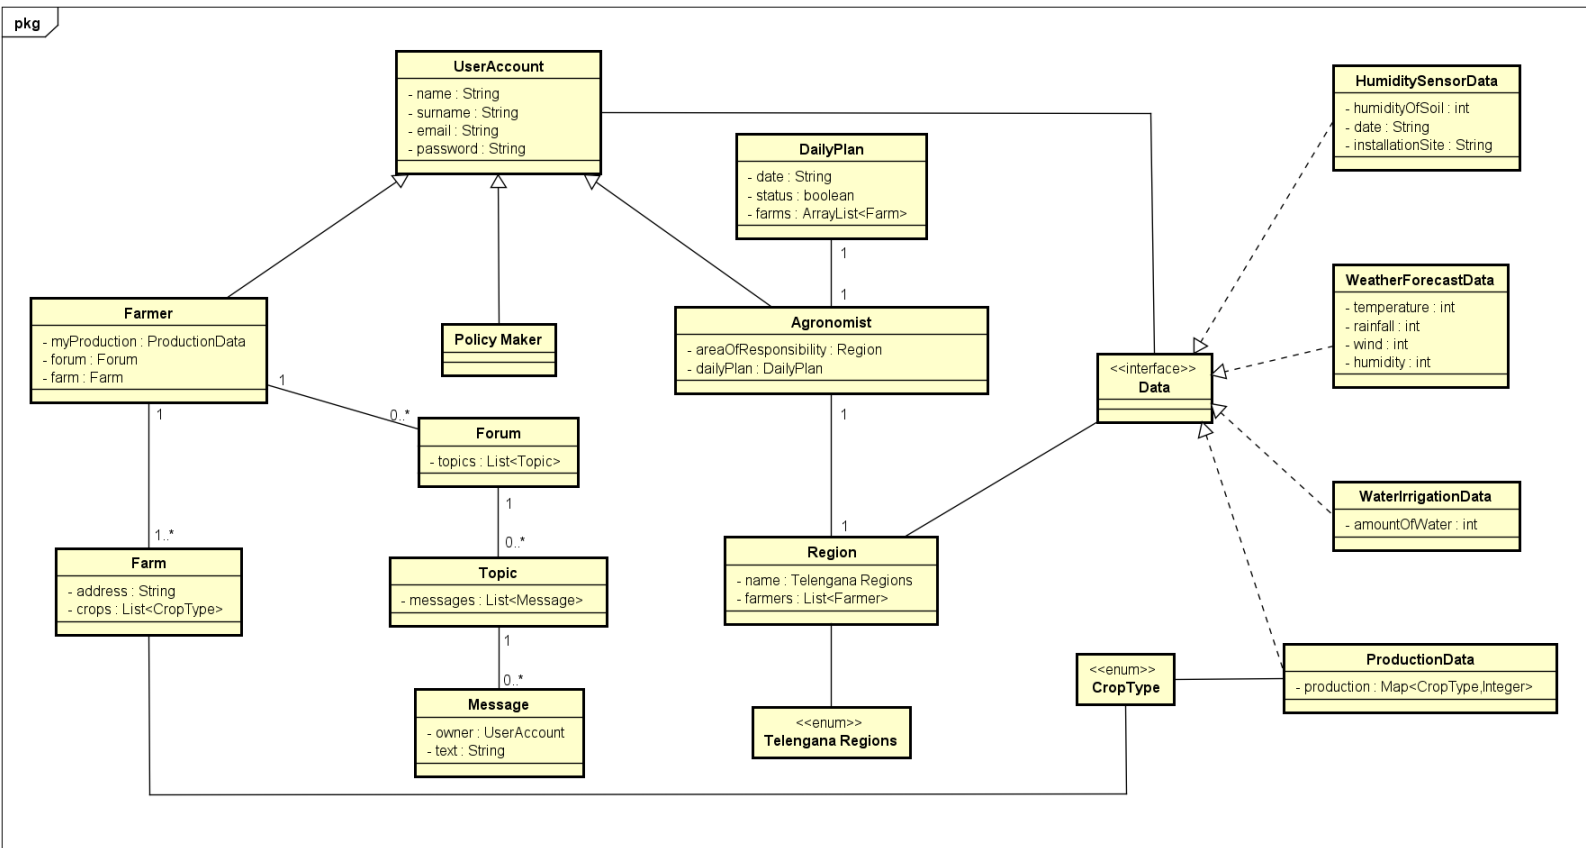 pkg
UserAccount
- name : String
- surname : String
- email : String
- password : String
HumiditySensorData
- humidityOfSoil : int
- date : String
- installationSite : String
DailyPlan
- date : String
- status : boolean
- farms : ArrayList<Farm>
1
1
WeatherForecastData
- temperature : int
- rainfall : int
- wind : int
- humidity : int
Farmer
- myProduction : ProductionData
- forum : Forum
- farm : Farm
1
1
0..*
Policy Maker
Agronomist
- areaOfResponsibility : Region
- dailyPlan : DailyPlan
1
1
<<interface>>
Data
Forum
- topics : List<Topic>
1
0..*
WaterIrrigationData
- amountOfWater : int
1..*
Farm
- address : String
- crops : List<CropType>
Topic
- messages : List<Message>
1
0..*
Region
- name : Telengana Regions
- farmers : List<Farmer>
<<enum>>
CropType
ProductionData
- production : Map<CropType,Integer>
Message
- owner : UserAccount
- text : String
<<enum>>
Telengana Regions